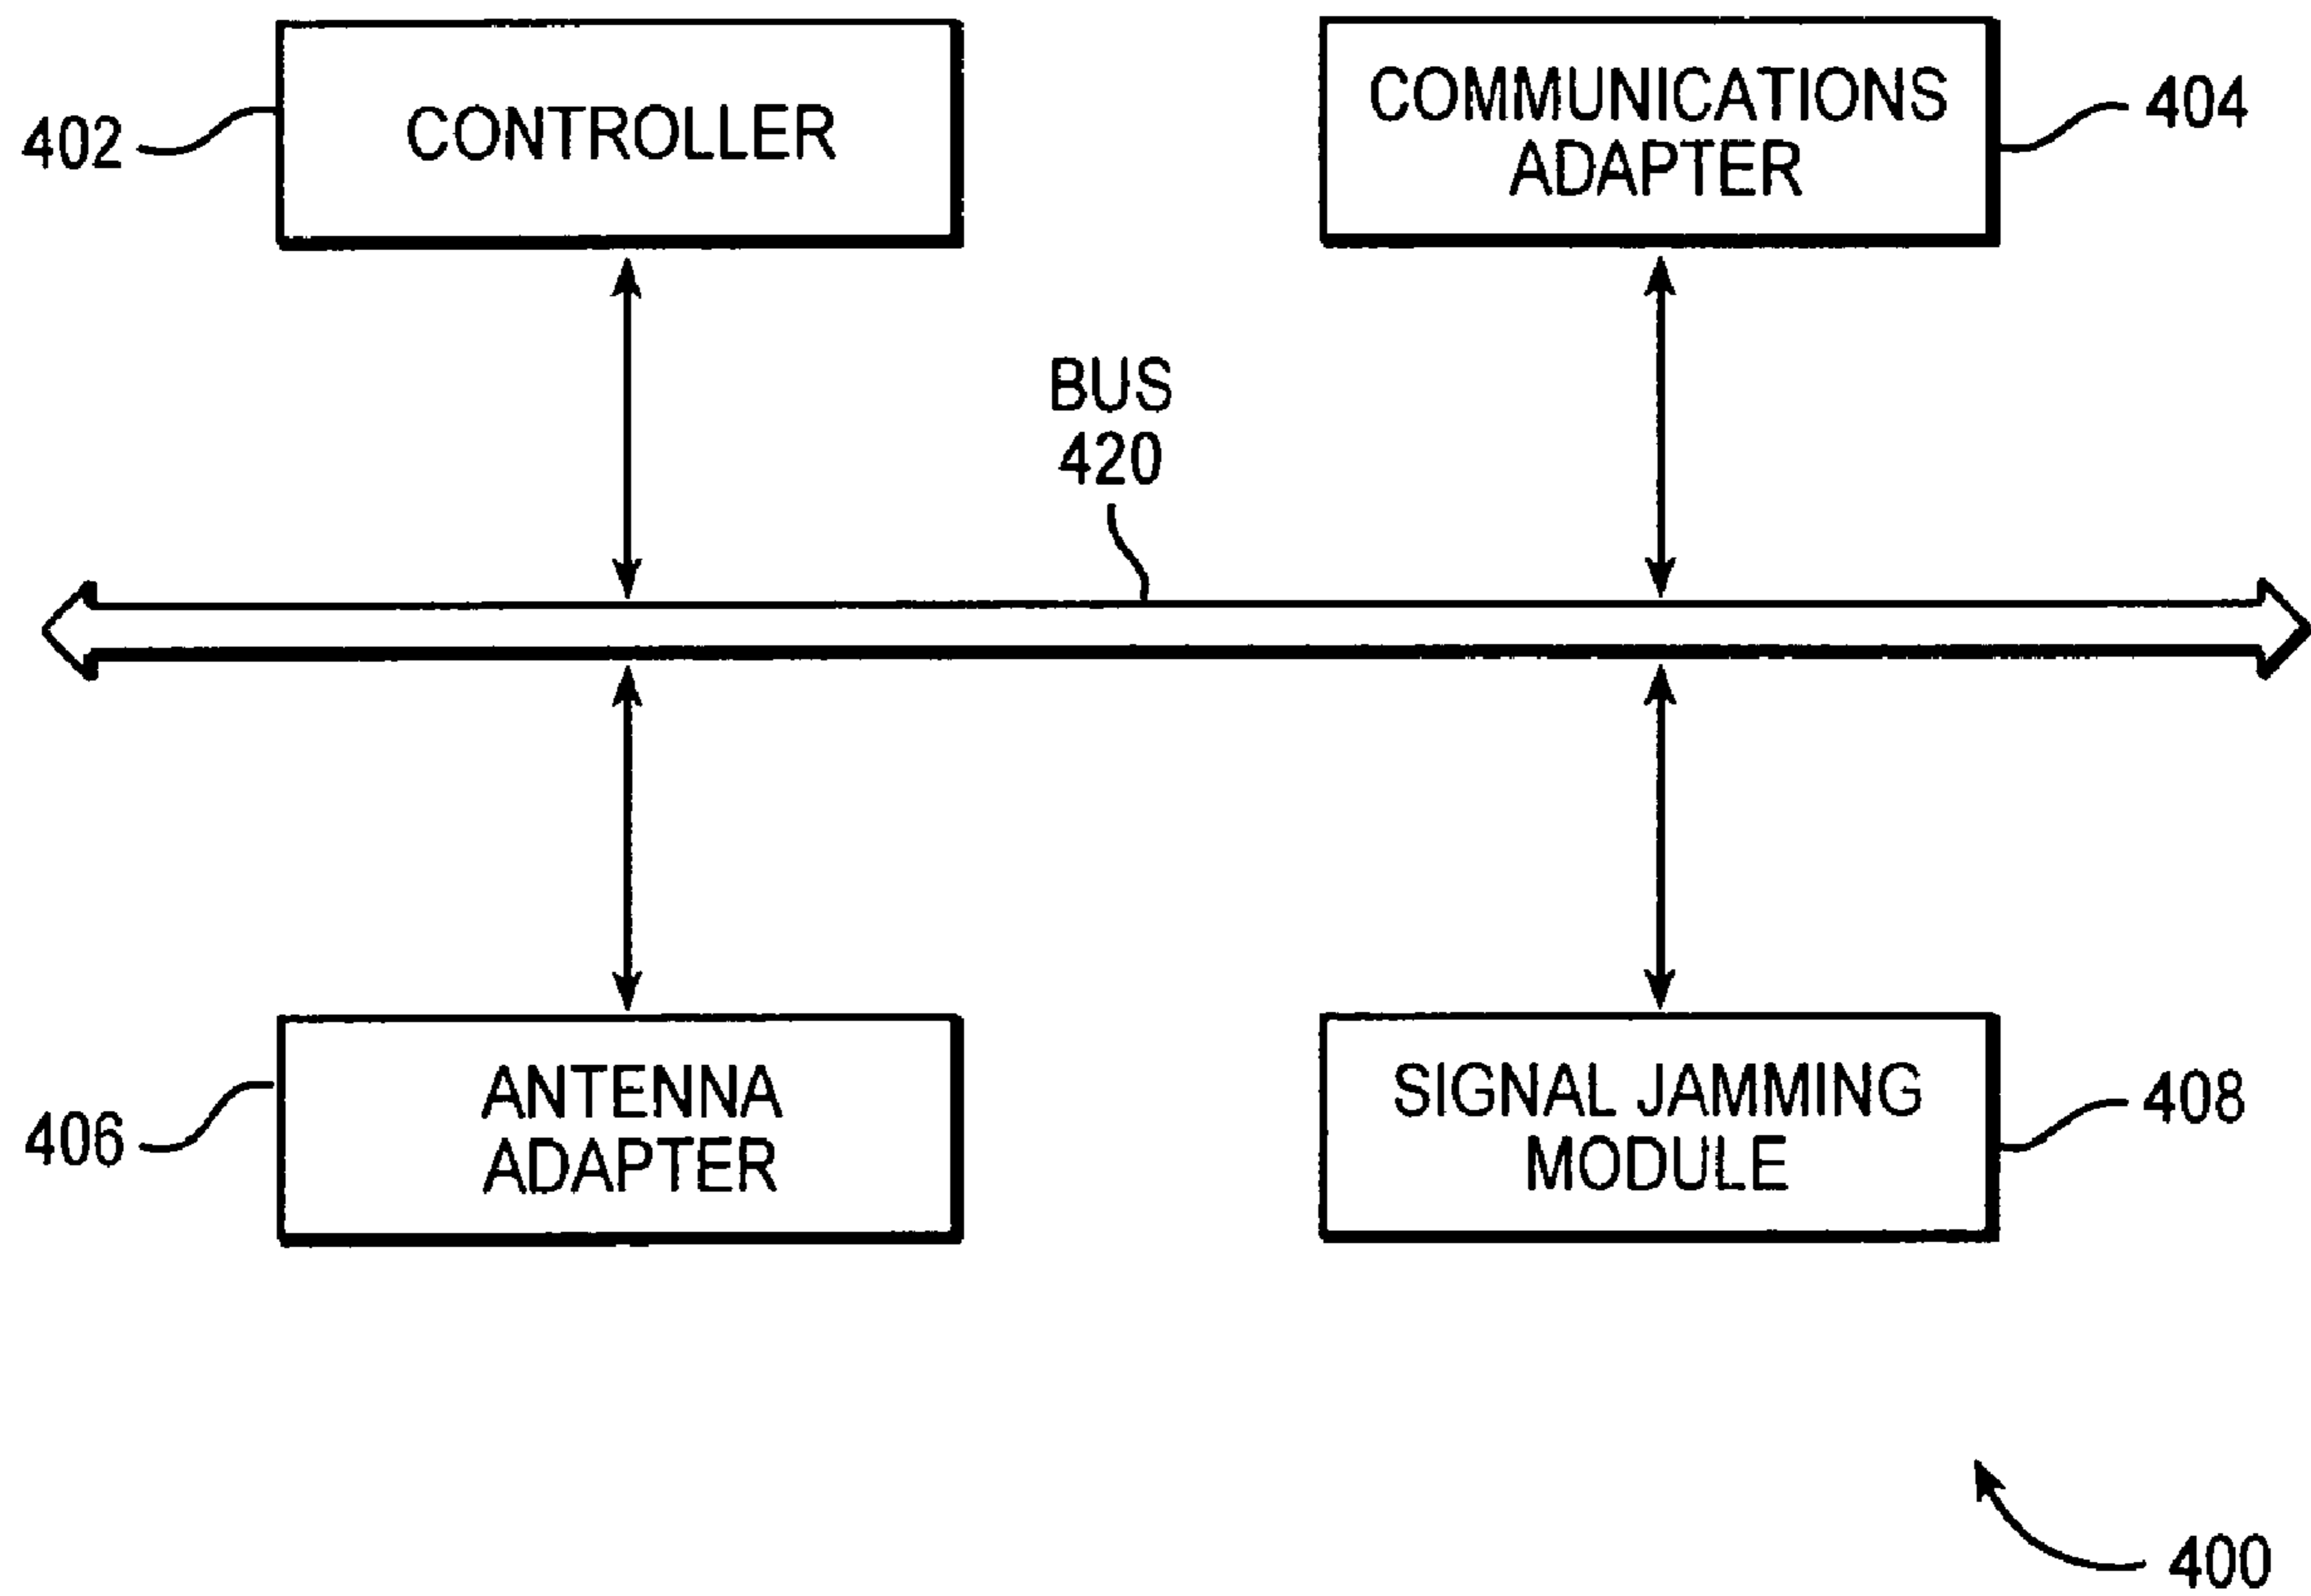 402
CONTROLLER
COMMUNICATIONS
ADAPTER
404
BUS
420
406
ANTENNA
ADAPTER
SIGNAL JAMMING
MODULE
408
400